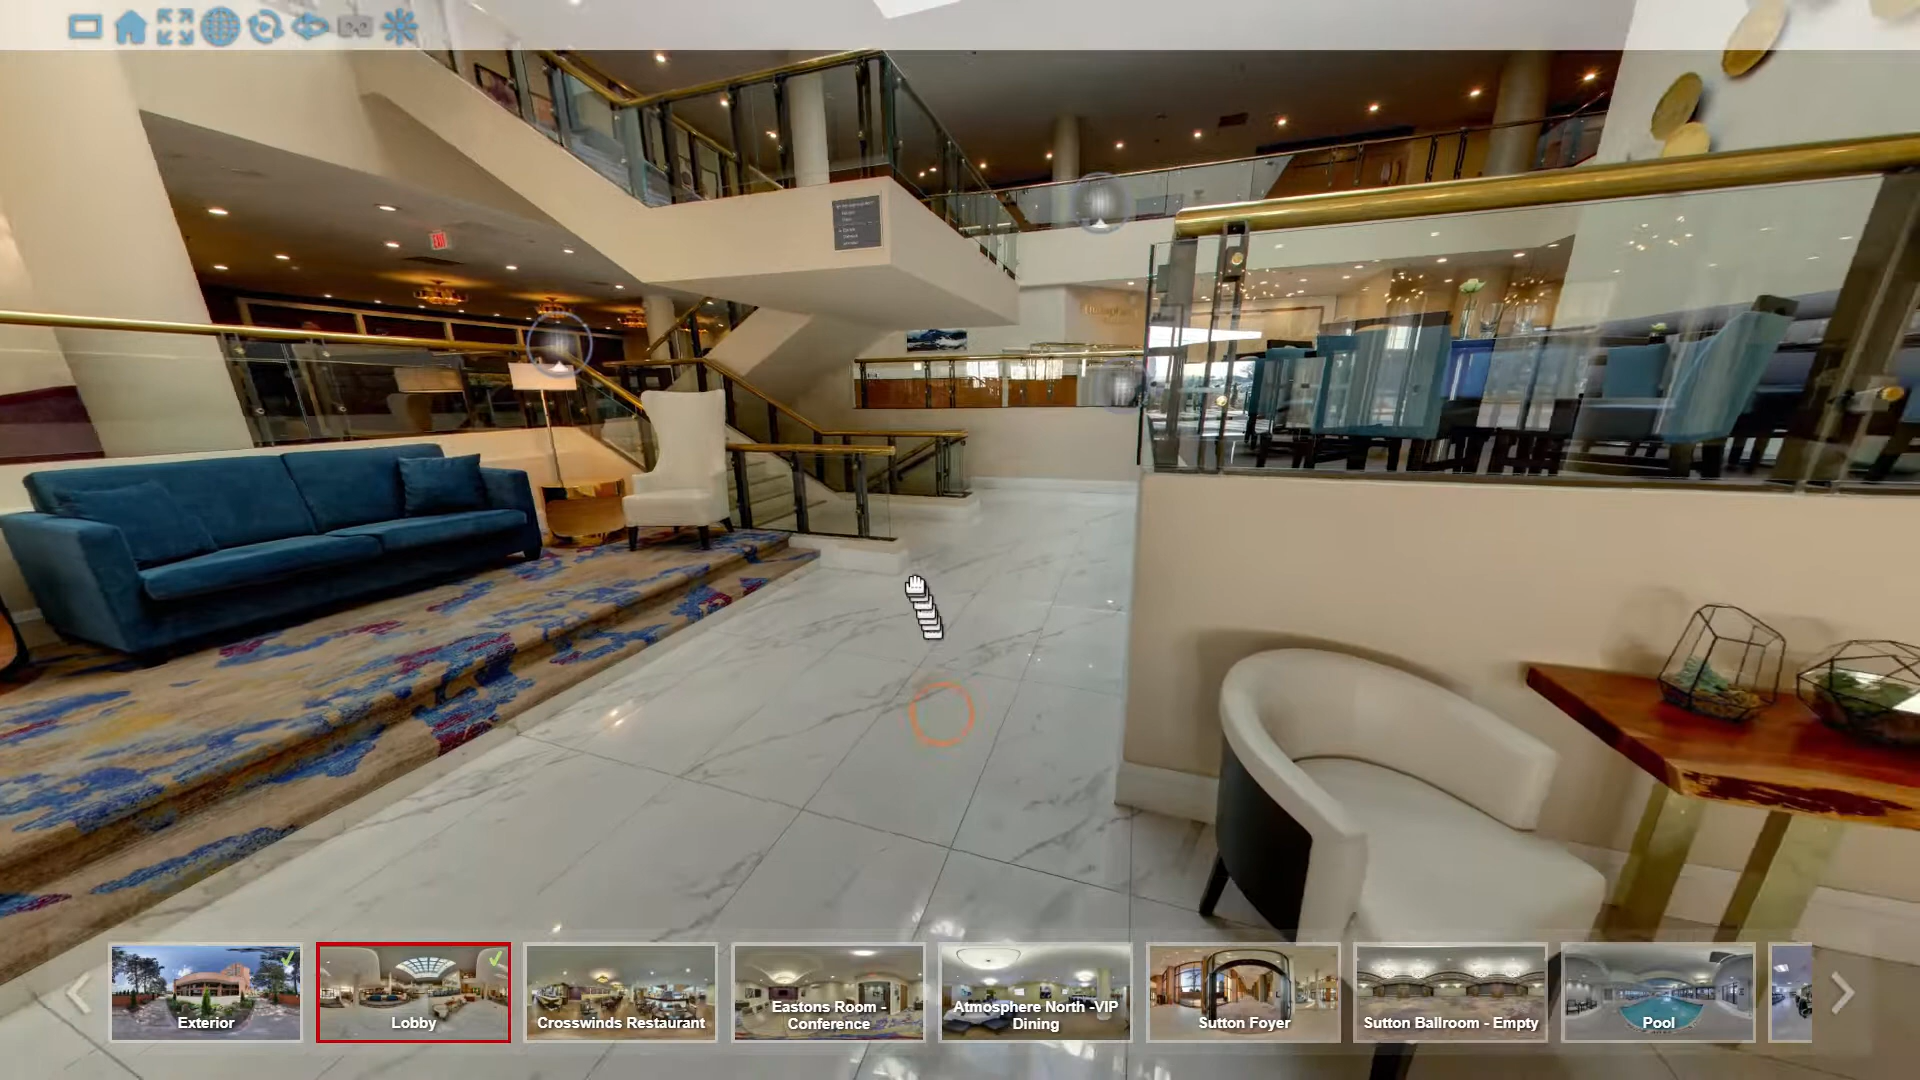 EXIT
Exterior
Lobby
Crosswinds Restaurant
Eastons Room -
Conference
Atmosphere North -VIP
Dining
Sutton Foyer
Sutton Ballroom - Empty
Pool